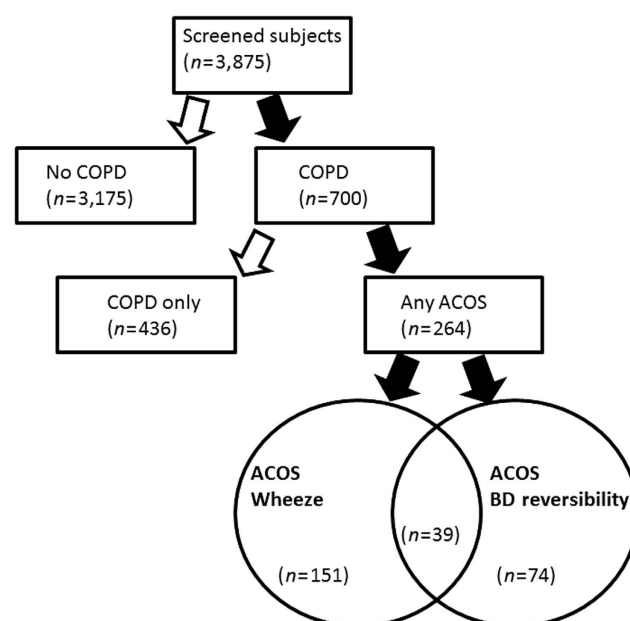 Screened subjects
(n=3,875)
No COPD
(n=3,175)
COPD
(n=700)
COPD only
(n=436)
Any ACOS
(n=264)
ACOS
Wheeze
(n=151)
(n=39)
ACOS
BD reversibility
(n=74)